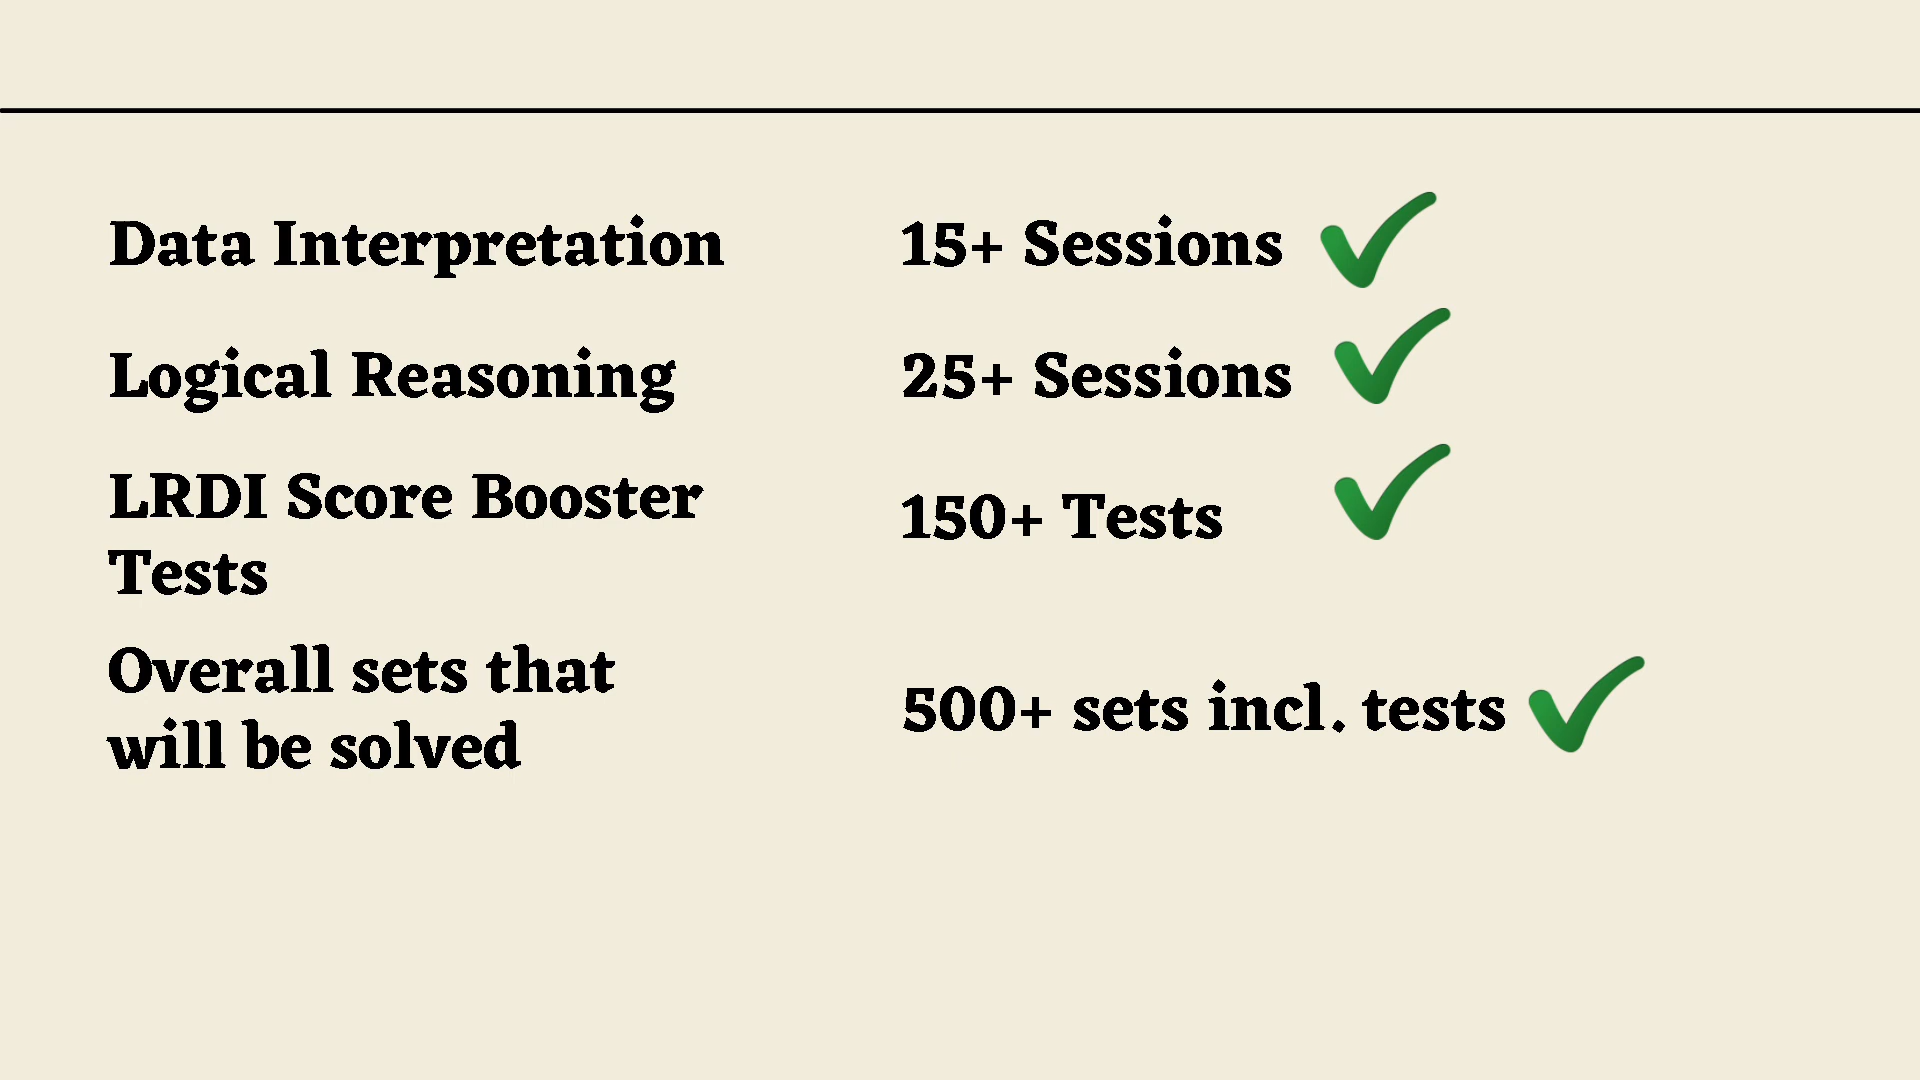 Data Interpretation 15+ Sessions
Logical Reasoning 25+ Sessions
LRDI Score Booster
Tests
150+ Tests
Overall sets that
will be solved
500+ sets incl. tests